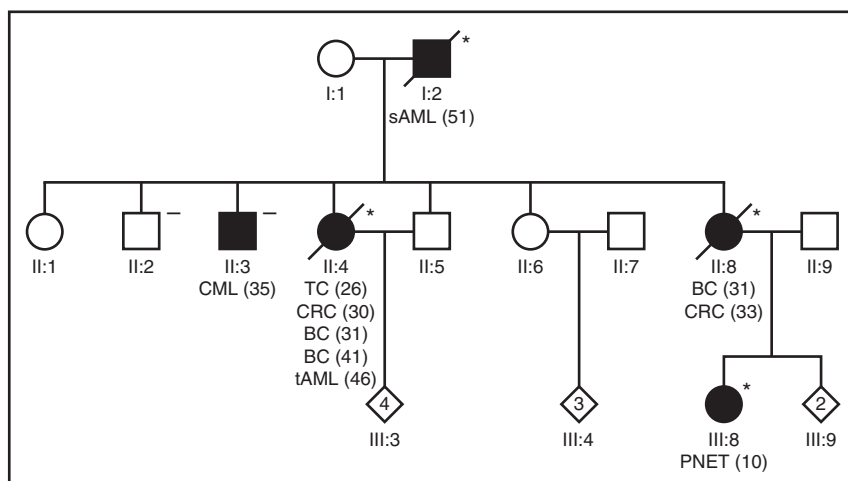 *
I:1
I:2
sAML (51)
–
–
*
*
II:1
II:2
II:3
II:4
II:5
II:6
II:7
II:8
II:9
CML (35)
TC (26)
CRC (30)
BC (31)
BC (41)
tAML (46)
BC (31)
CRC (33)
4
3
*
2
III:3
III:4
III:8
III:9
PNET (10)